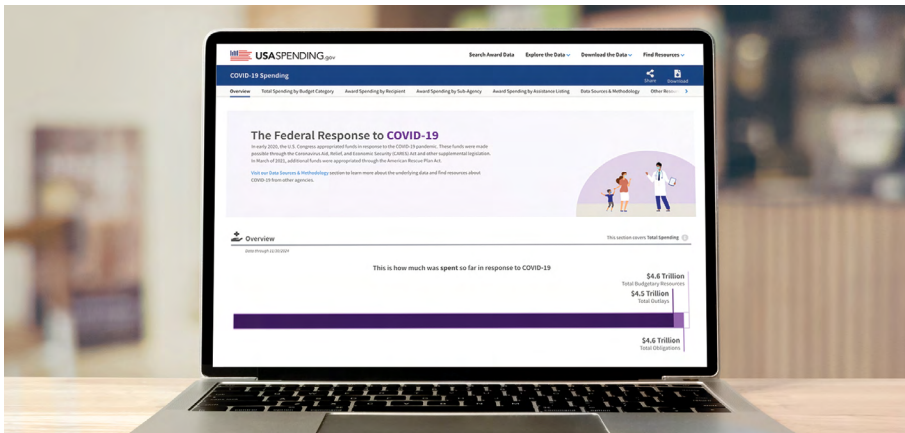 USASPENDING.gov
Search Award Data Explore the Data Download the Data Find Resources
COVID-19 Spending
Share Download
Overview Total Spending by Budget Category Award Spending by Recipient Award Spending by Sub-Agency Award Spending by Assistance Listing Data Sources & Methodology Other
The Federal Response to COVID-19
In early 2020, the U.S. Congress appropriated funds in response to the COVID-19 pandemic. These funds were made
possible through the Coronavirus Aid, Relief, and Economic Security (CARES) Act and other supplemental legislation.
In March of 2021, additional funds were appropriated through the American Rescue Plan Act.
Visit our Data Sources & Methodology section to learn more about the underlying data and find resources about
COVID-19 from other agencies.
Overview
This section covers Total Spending
Data through
This is how much was spent so far in response to COVID-19
$4.6 Trillion
Total Budgetary Resources
$4.5 Trillion
Total Outlays
$4.6 Trillion
Total Obligations